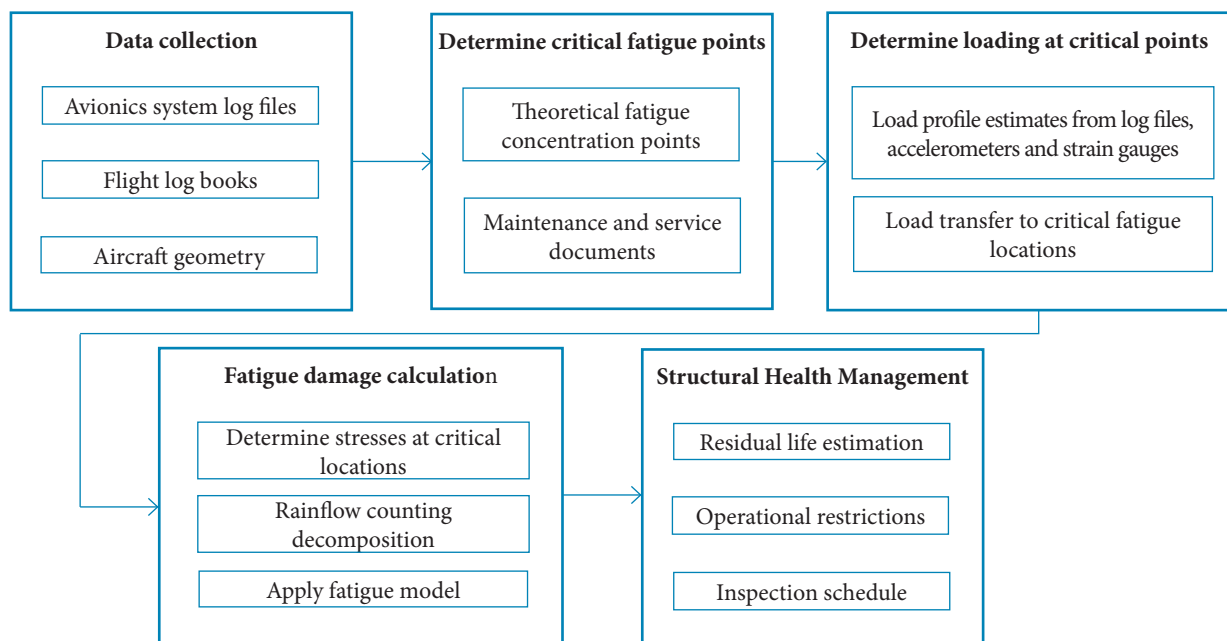 Data collection
Avionics system log files
Flight log books
Aircraft geometry
Determine critical fatigue points
Theoretical fatigue
concentration points
Maintenance and service
documents
Determine loading at critical points
Load profile estimates from log files,
accelerometers and strain gauges
Load transfer to critical fatigue
locations
Fatigue damage calculation
Determine stresses at critical
locations
Rainflow counting
decomposition
Apply fatigue model
Structural Health Management
Residual life estimation
Operational restrictions
Inspection schedule